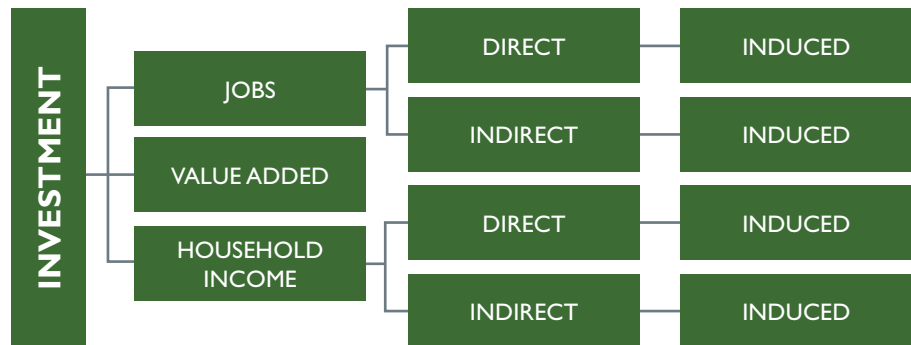 INVESTMENT
JOBS
DIRECT
INDUCED
INDIRECT
INDUCED
VALUE ADDED
HOUSEHOLD
INCOME
DIRECT
INDUCED
INDIRECT
INDUCED